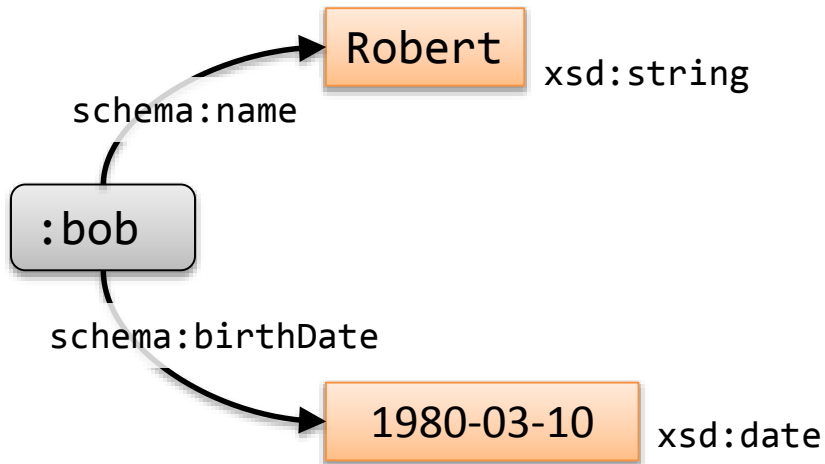 Robert
xsd:string
schema:name
:bob
schema:birthDate
1980-03-10
xsd:date